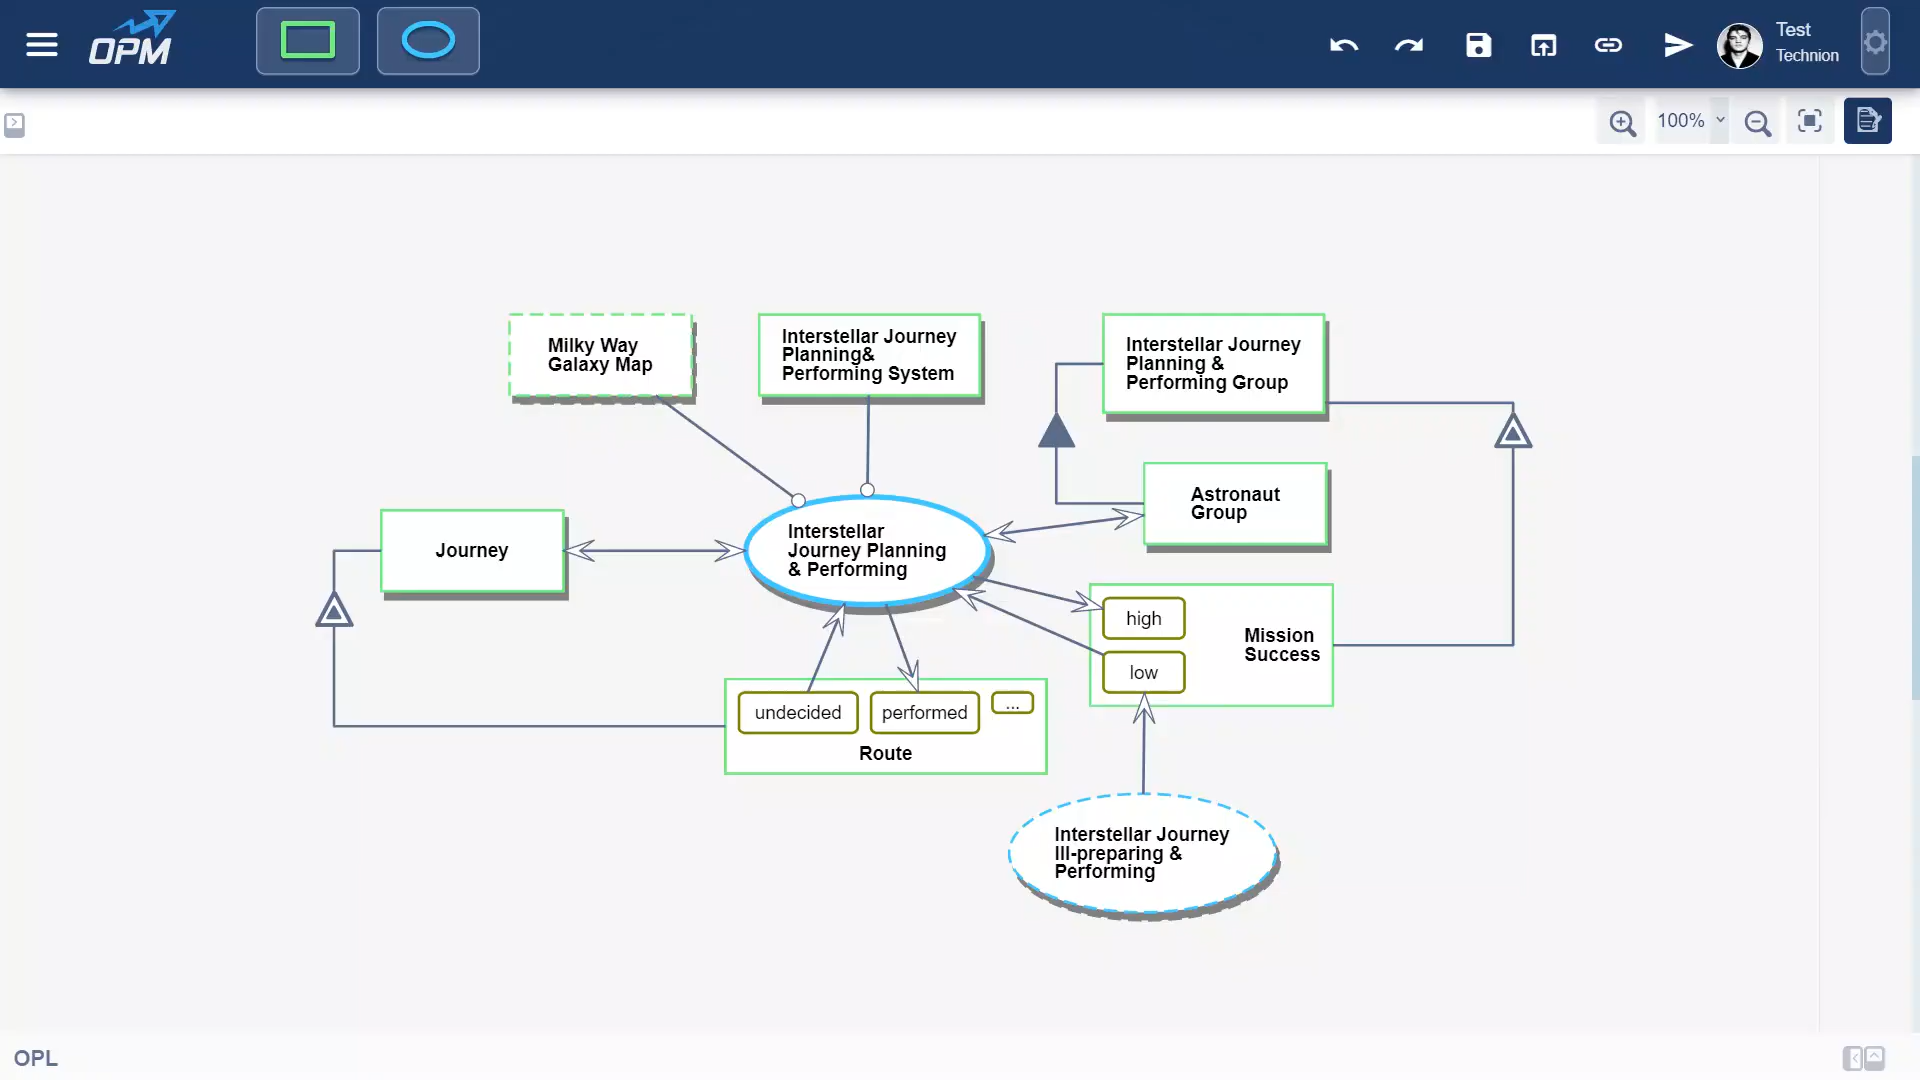 OPM
Test
Technion
100%
Milky Way
Galaxy Map
Interstellar Journey
Planning&
Performing System
Interstellar Journey
Planning &
Performing Group
Astronaut
Group
Journey
Interstellar
Journey Planning
& Performing
high
low
Mission
Success
undecided
performed
...
Route
Interstellar Journey
Ill-preparing &
Performing
OPL